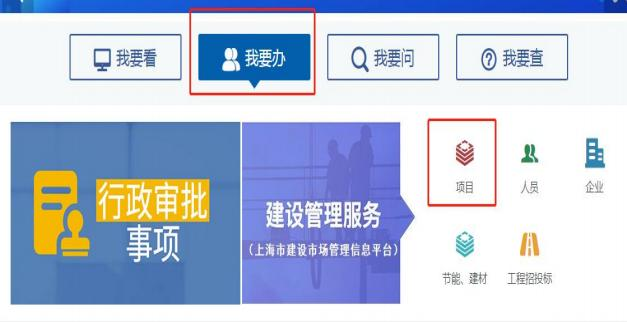 我要看
我要办
我要问
我要查
行政审批
事项
建设管理服务
（上海市建设市场管理信息平台）
项目
人员
企业
节能、建材
工程招投标